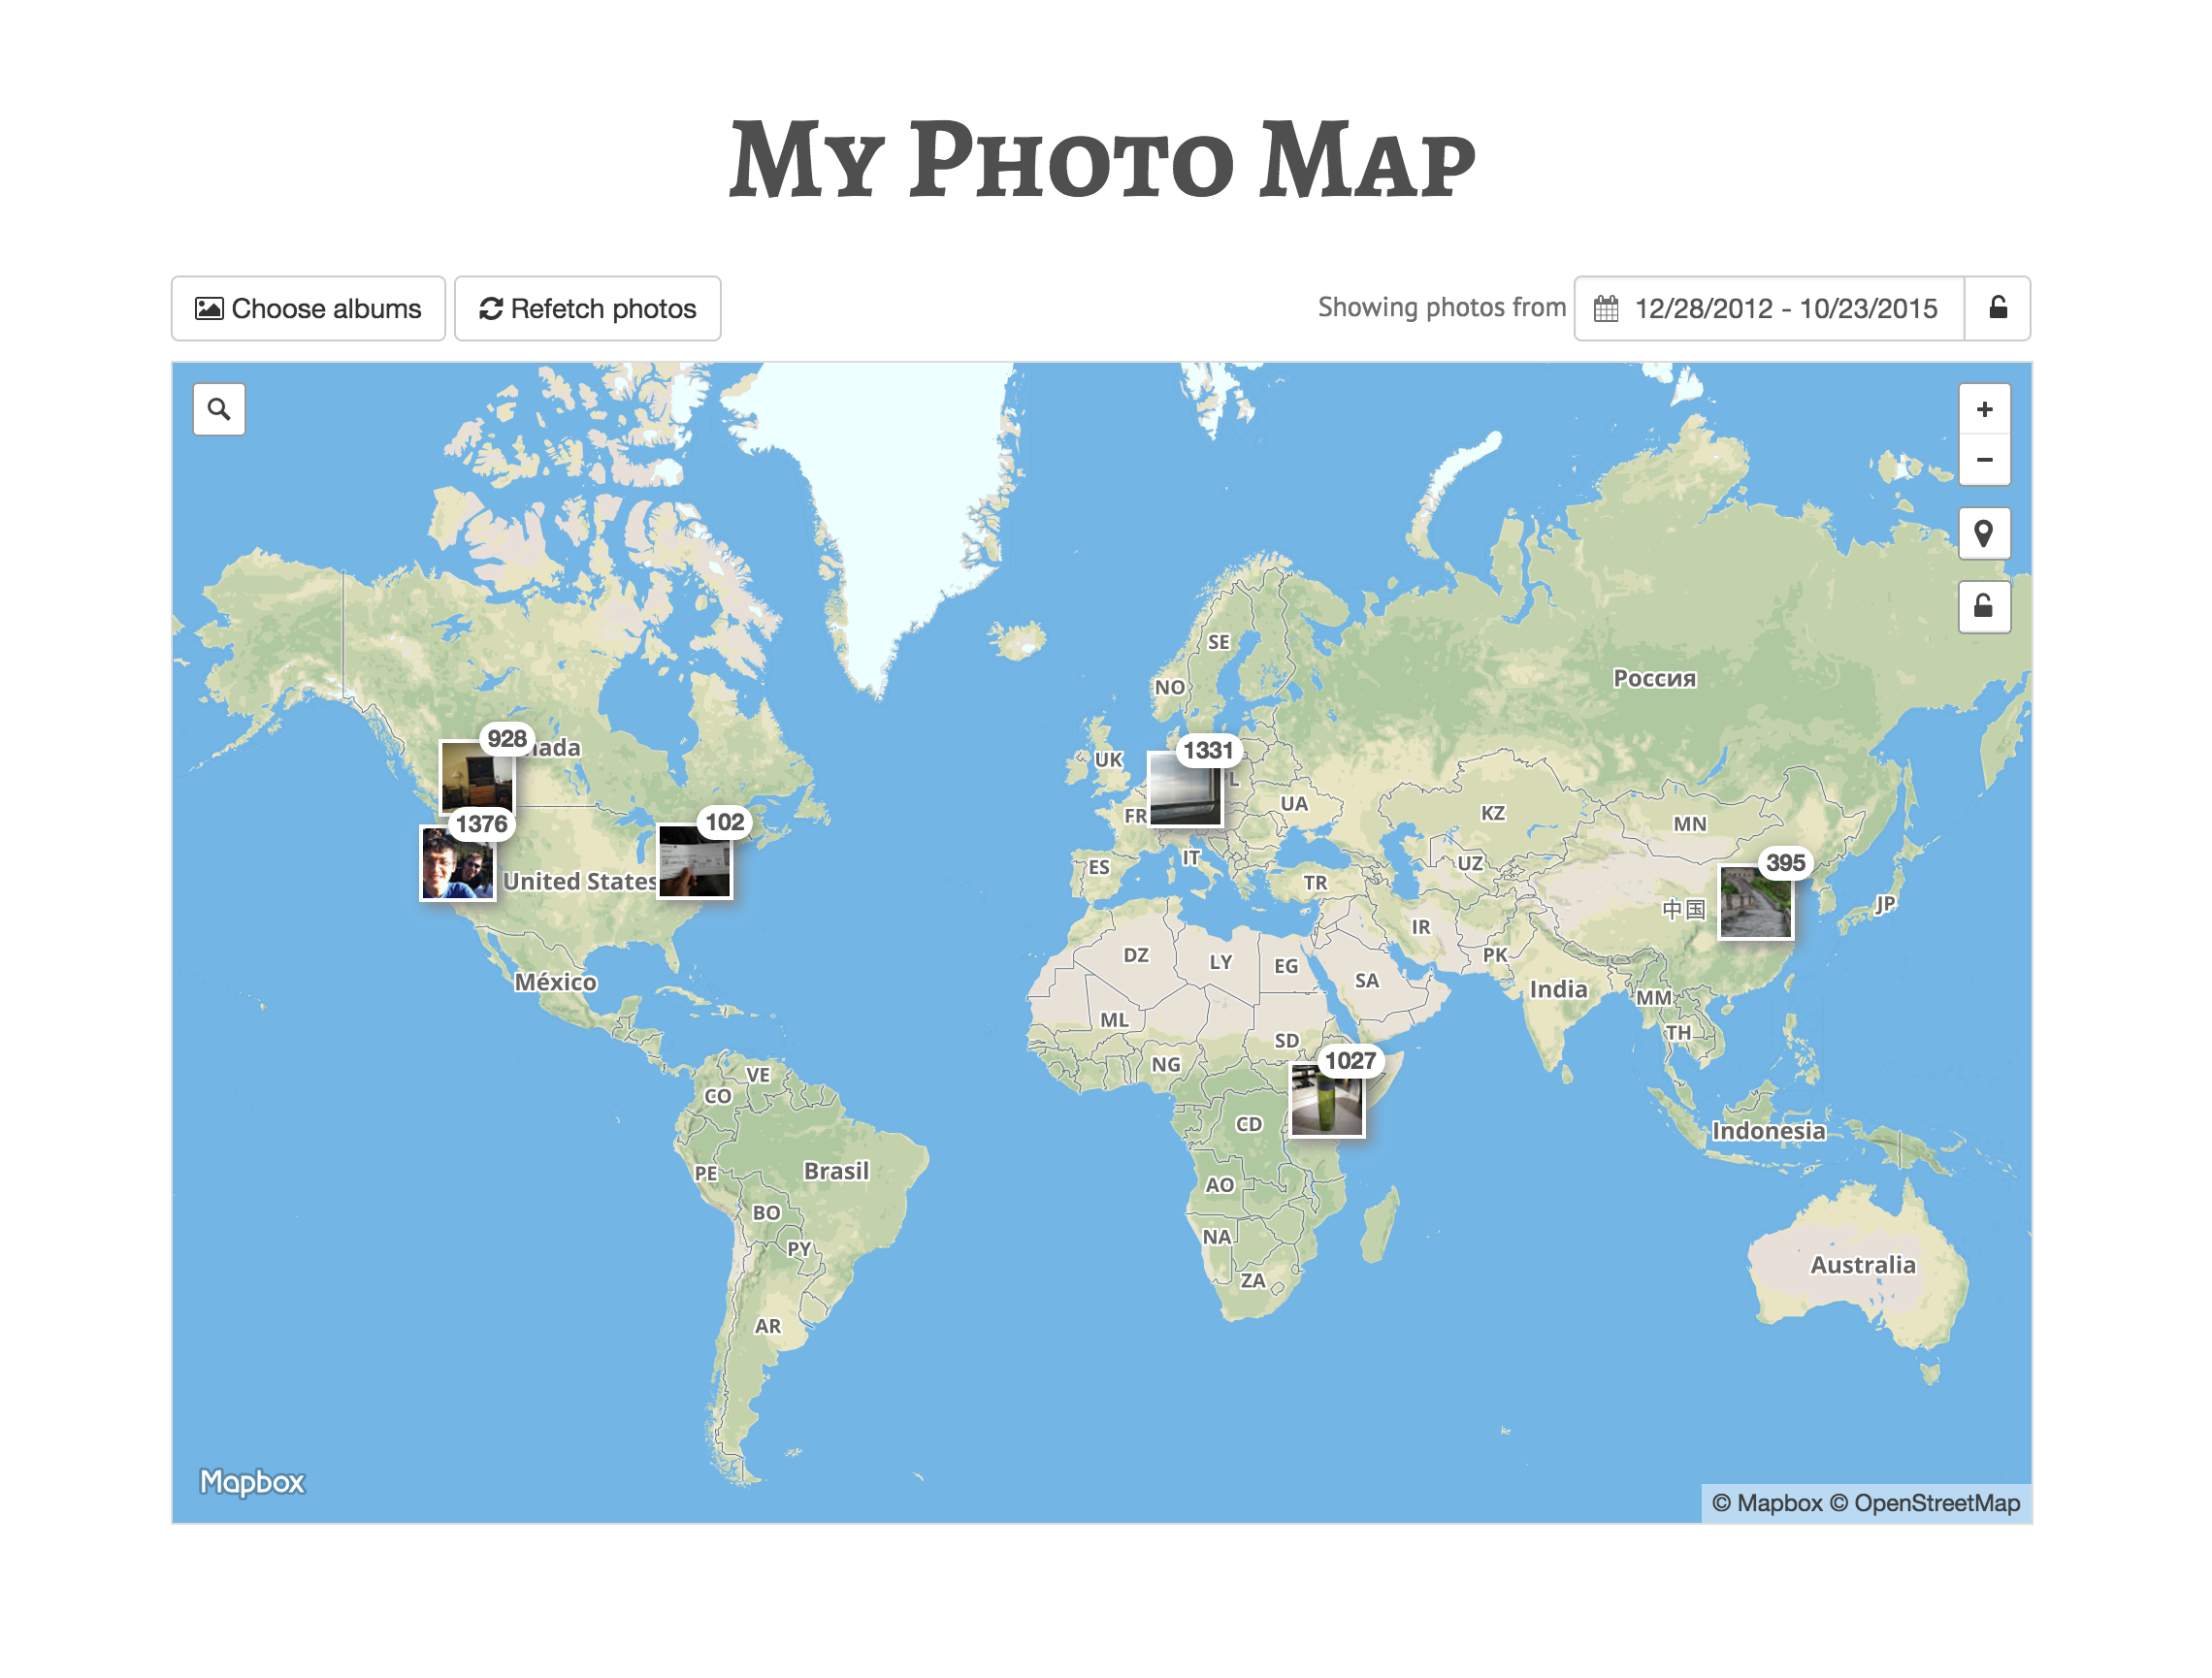 My Photo Map
Choose albums
Refetch photos
Showing photos from
12/28/2012 - 10/23/2015
SE
Россия
NO
928
nada
1331
UK
PL
UA
KZ
MN
FR
1376
102
IT
ES
UZ
395
United States
TR
中国
JP
IR
DZ
LY
EG
PK
SA
México
India
MM
ML
TH
SD
NG
1027
VE
CO
CD
Indonesia
PE
Brasil
AO
BO
NA
PY
Australia
ZA
AR
Mapbox
© Mapbox © OpenStreetMap